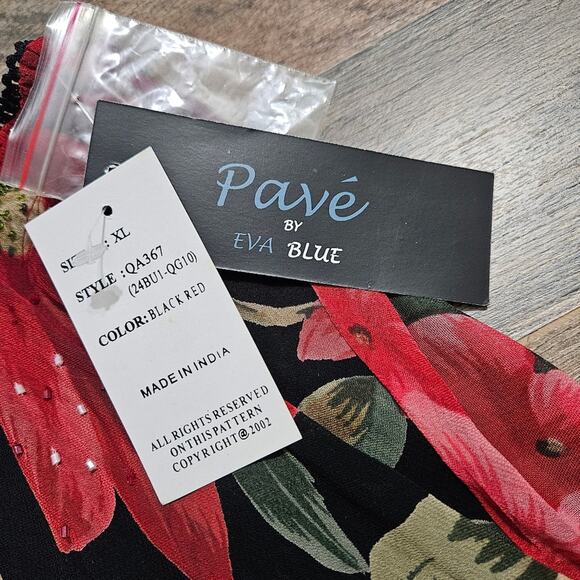 Pavé
BY
EVA BLUE
: XL
STYLE :QA367
(24BU1-QG10)
COLOR:BLACK RED
MADE IN INDIA
ALL RIGHTS RESERVED
ON THIS PATTERN
COPYRIGHT@2002